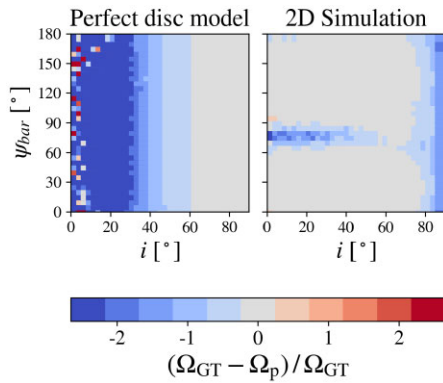 Perfect disc model 2D Simulation
180
150
120
90
60
30
0
ψbar [°]
0 20 40 60 80 0 20 40 60 80
i [°] i [°]
-2 -1 0 1 2
(ΩGT − Ωp)/ΩGT